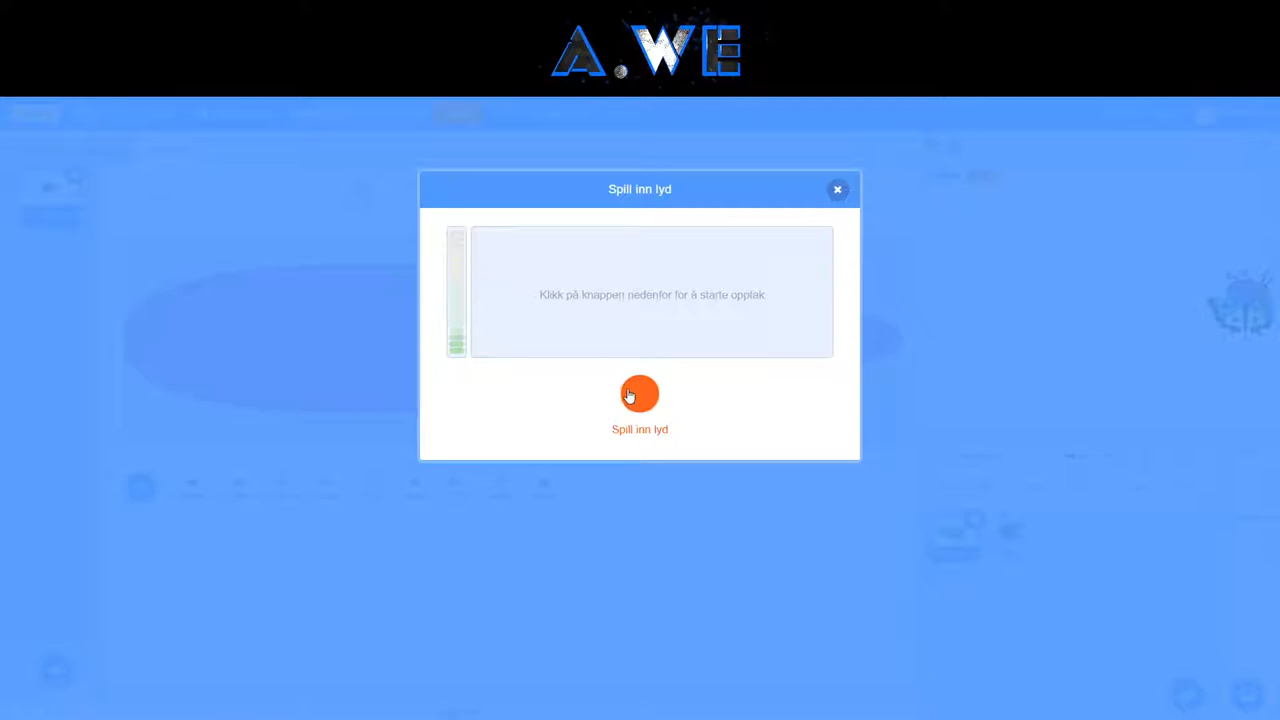 A.WE
Spill inn lyd
Klikk på knappen nedenfor for å starte opptak
Spill inn lyd